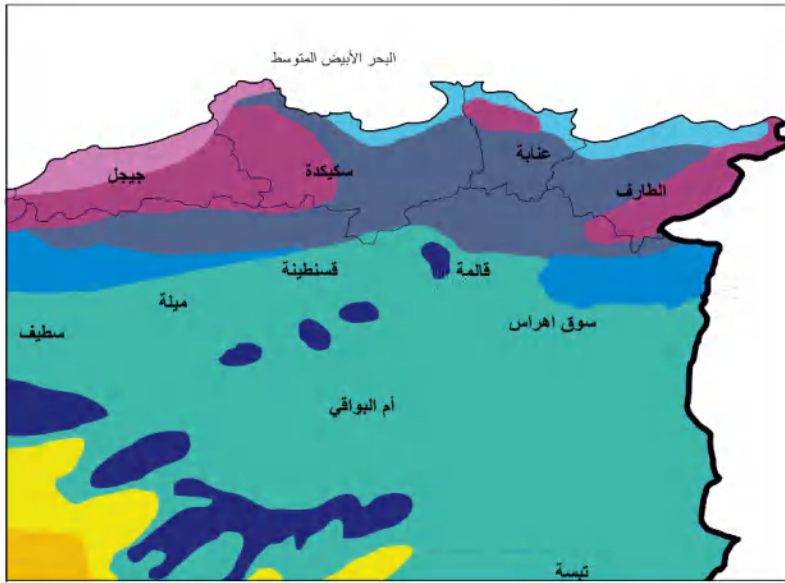 البحر الأبيض المتوسط
عنابة
سكيكدة
جيجل
الطارف
قالمة
قسنطينة
ميلة
سوق اهراس
سطيف
أم البواقي
تبسة